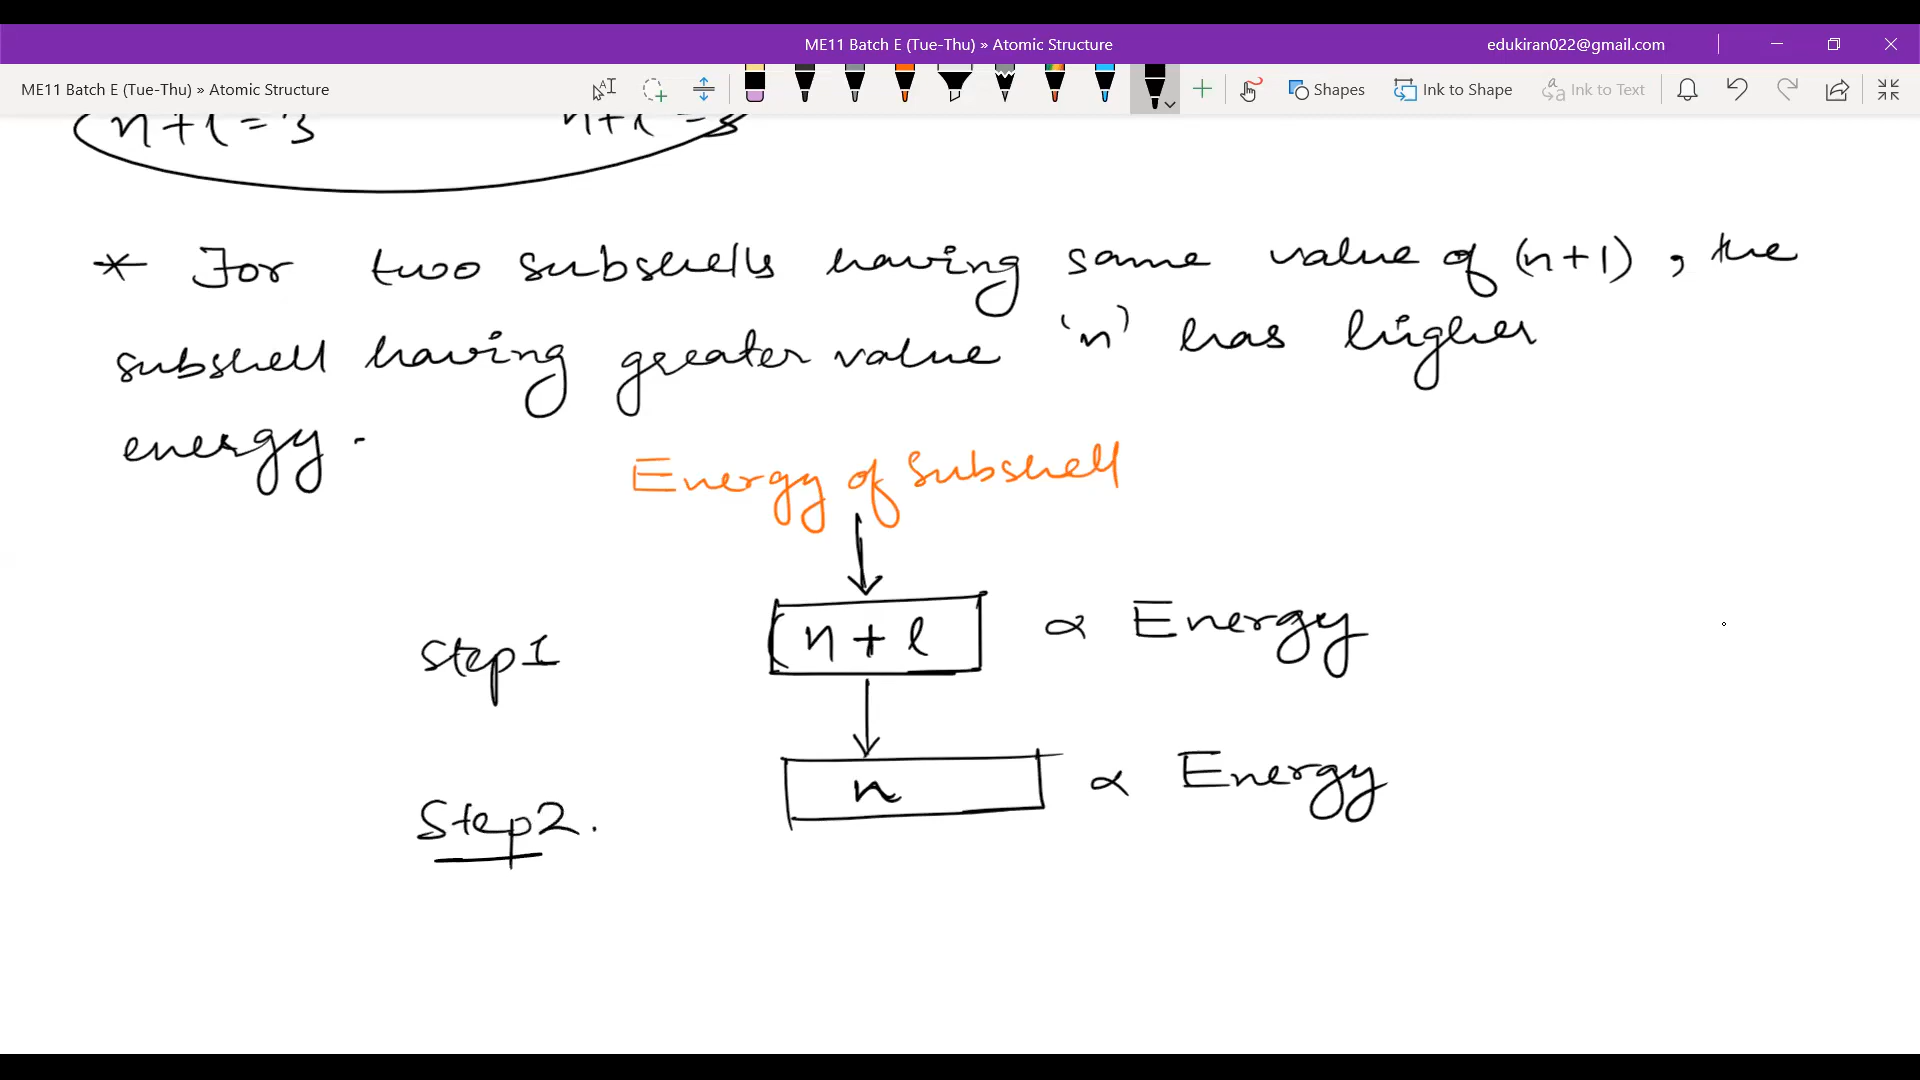 ME11 Batch E (Tue-Thu) » Atomic Structure
edukiran022@gmail.com
ME11 Batch E (Tue-Thu) » Atomic Structure
Shapes
Ink to Shape
Ink to Text
n+l=3 n+l=3
* For two subshells having same value of (n+l), the
subshell having greater value 'n' has higher
energy.
Energy of Subshell
Step1 (n+l ∝ Energy
Step2. n ∝ Energy